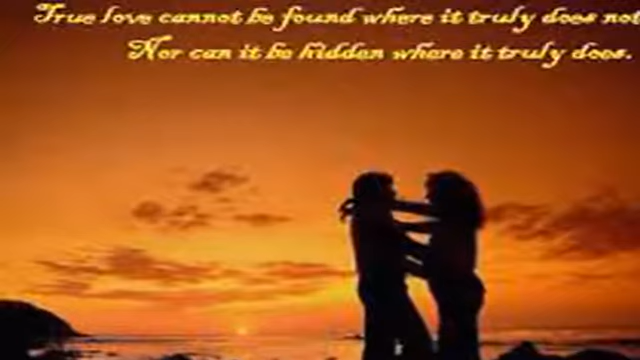 True love cannot be found where it truly does not
Nor can it be hidden where it truly does.